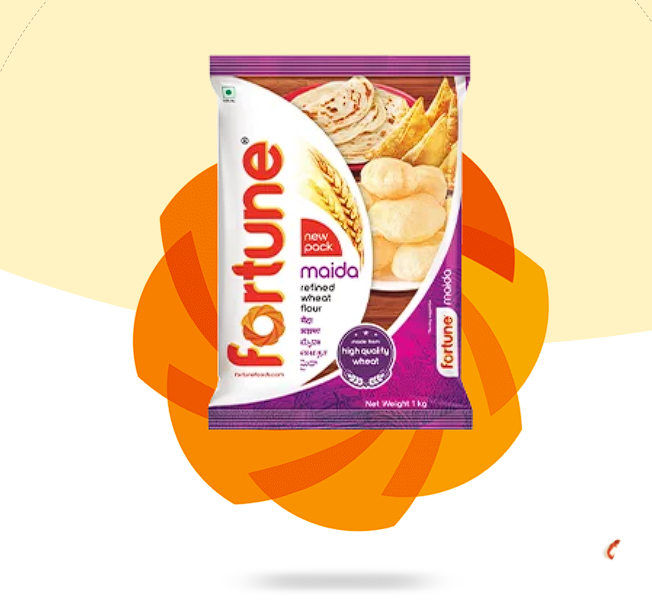 fortune®
new
pack
maida
refined
wheat
flour
मैदा
made from
high quality
wheat
fortunefoods.com
Net Weight 1 kg
fortune maida